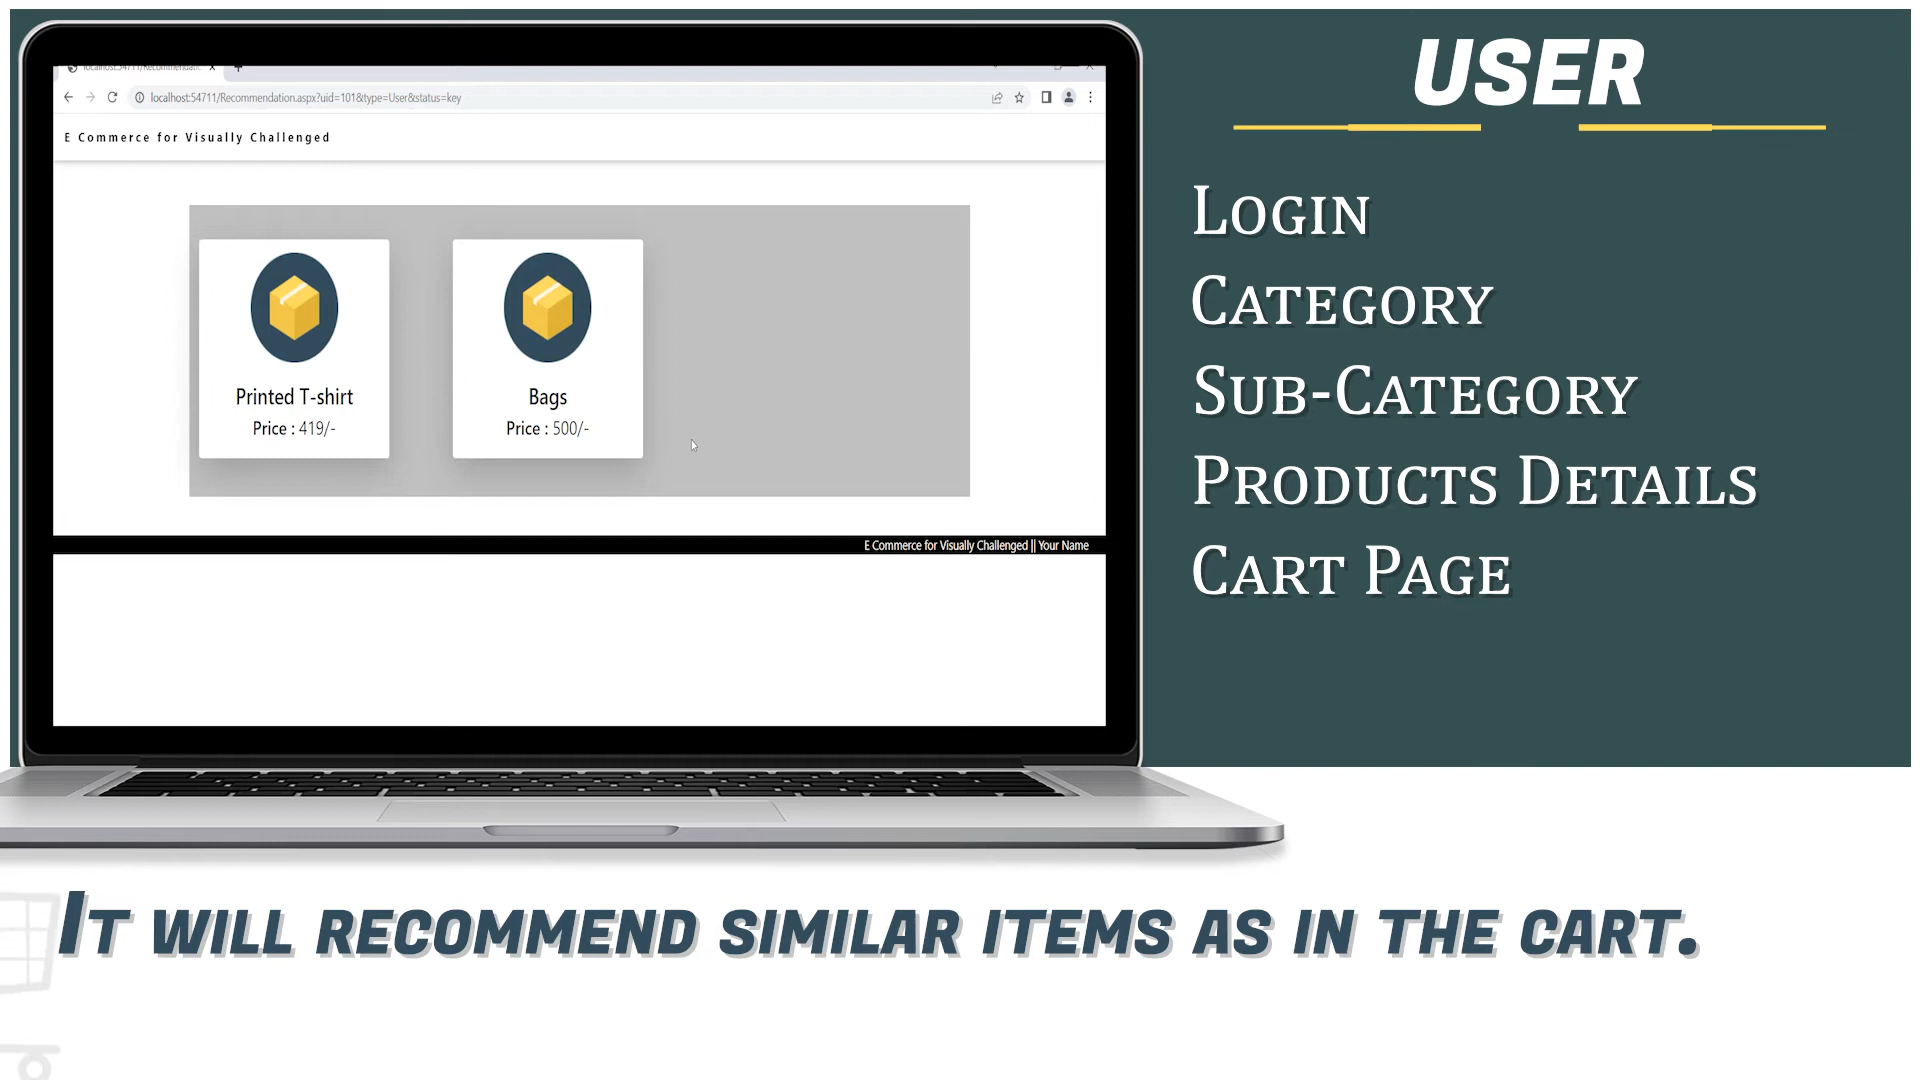 localhost:54711/Recommendation.aspx?uid=101&type=User&status=key
E Commerce for Visually Challenged
Printed T-shirt
Price : 419/-
Bags
Price : 500/-
E Commerce for Visually Challenged || Your Name
USER
LOGIN
CATEGORY
SUB-CATEGORY
PRODUCTS DETAILS
CART PAGE
IT WILL RECOMMEND SIMILAR ITEMS AS IN THE CART.